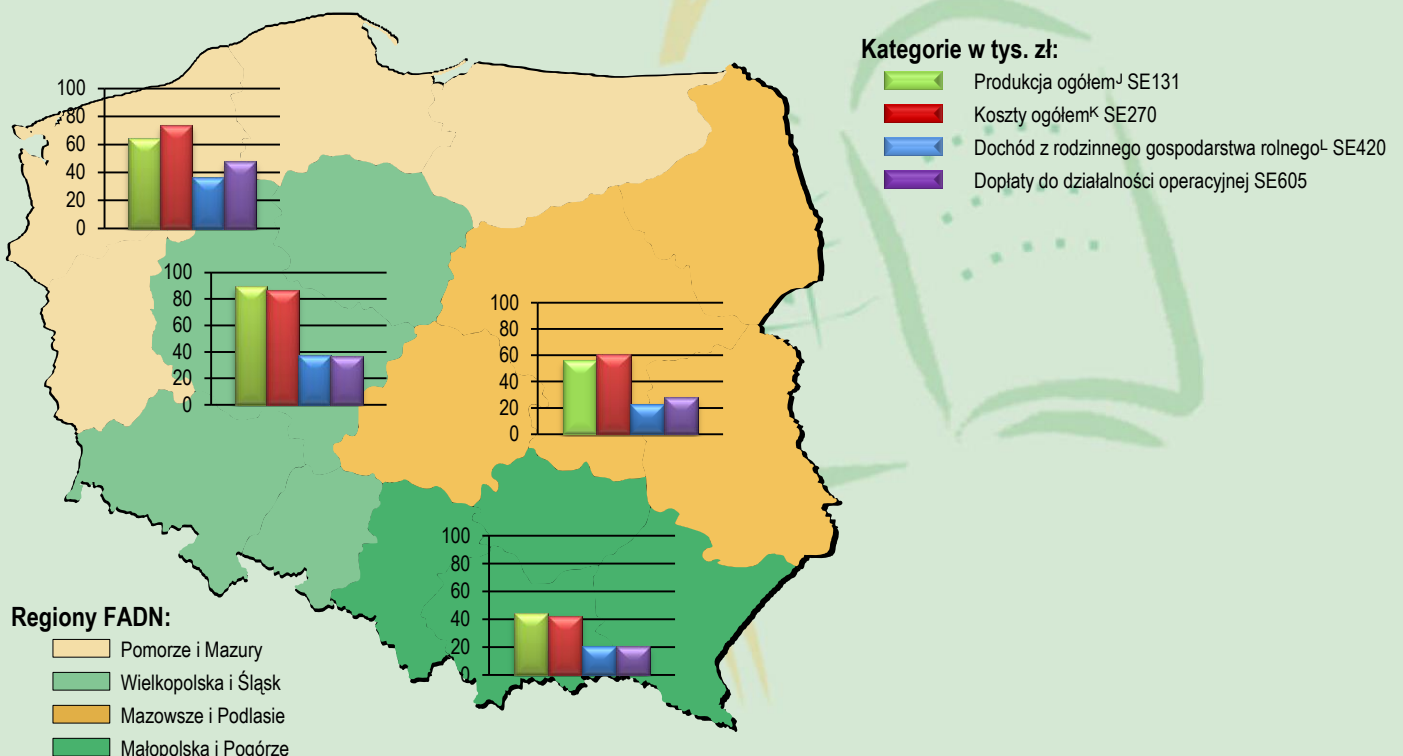 Kategorie w tys. zł:
Produkcja ogółemᴶ SE131
Koszty ogółemᴷ SE270
Dochód z rodzinnego gospodarstwa rolnegoᴸ SE420
Dopłaty do działalności operacyjnej SE605
100
80
60
40
20
0
100
80
60
40
20
0
100
80
60
40
20
0
100
80
60
40
20
0
Regiony FADN:
Pomorze i Mazury
Wielkopolska i Śląsk
Mazowsze i Podlasie
Małopolska i Pogórze